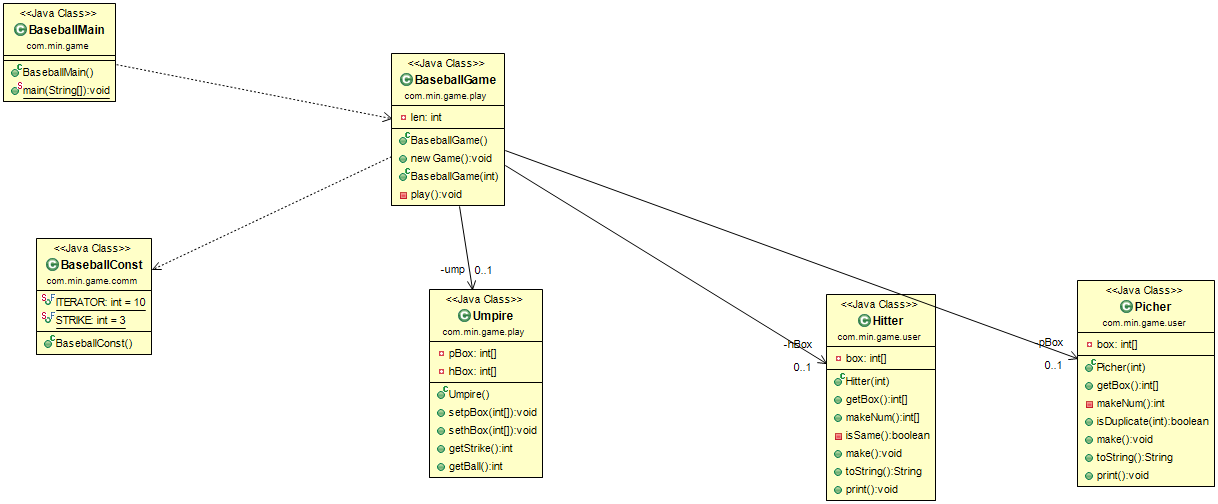 <<Java Class>>
BaseballMain
com.min.game
BaseballMain()
main(String[]):void
<<Java Class>>
BaseballGame
com.min.game.play
len: int
BaseballGame()
new Game():void
BaseballGame(int)
play():void
<<Java Class>>
BaseballConst
com.min.game.comm
ITERATOR: int = 10
STRIKE: int = 3
BaseballConst()
-ump 0..1
<<Java Class>>
Umpire
com.min.game.play
pBox: int[]
hBox: int[]
Umpire()
setpBox(int[]):void
sethBox(int[]):void
getStrike():int
getBall():int
-hBox
0..1
<<Java Class>>
Hitter
com.min.game.user
box: int[]
Hitter(int)
getBox():int[]
makeNum():int[]
isSame():boolean
make():void
toString():String
print():void
-pBox
0..1
<<Java Class>>
Picher
com.min.game.user
box: int[]
Picher(int)
getBox():int[]
makeNum():int
isDuplicate(int):boolean
make():void
toString():String
print():void